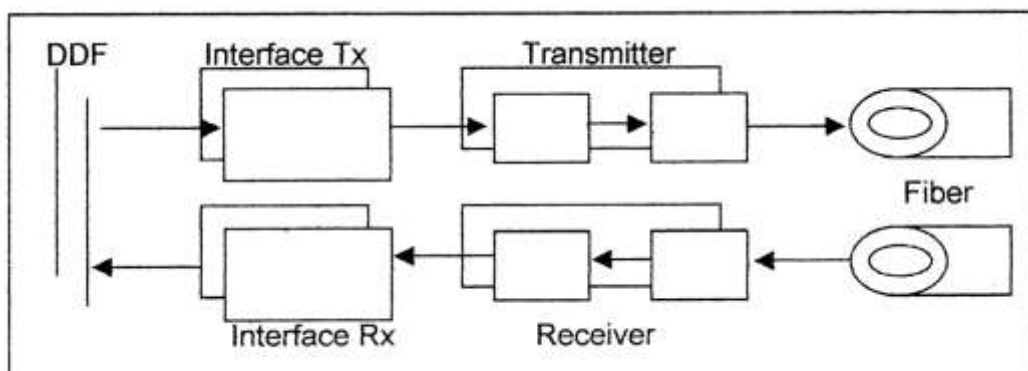 DDF
Interface Tx
Transmitter
Fiber
Interface Rx
Receiver